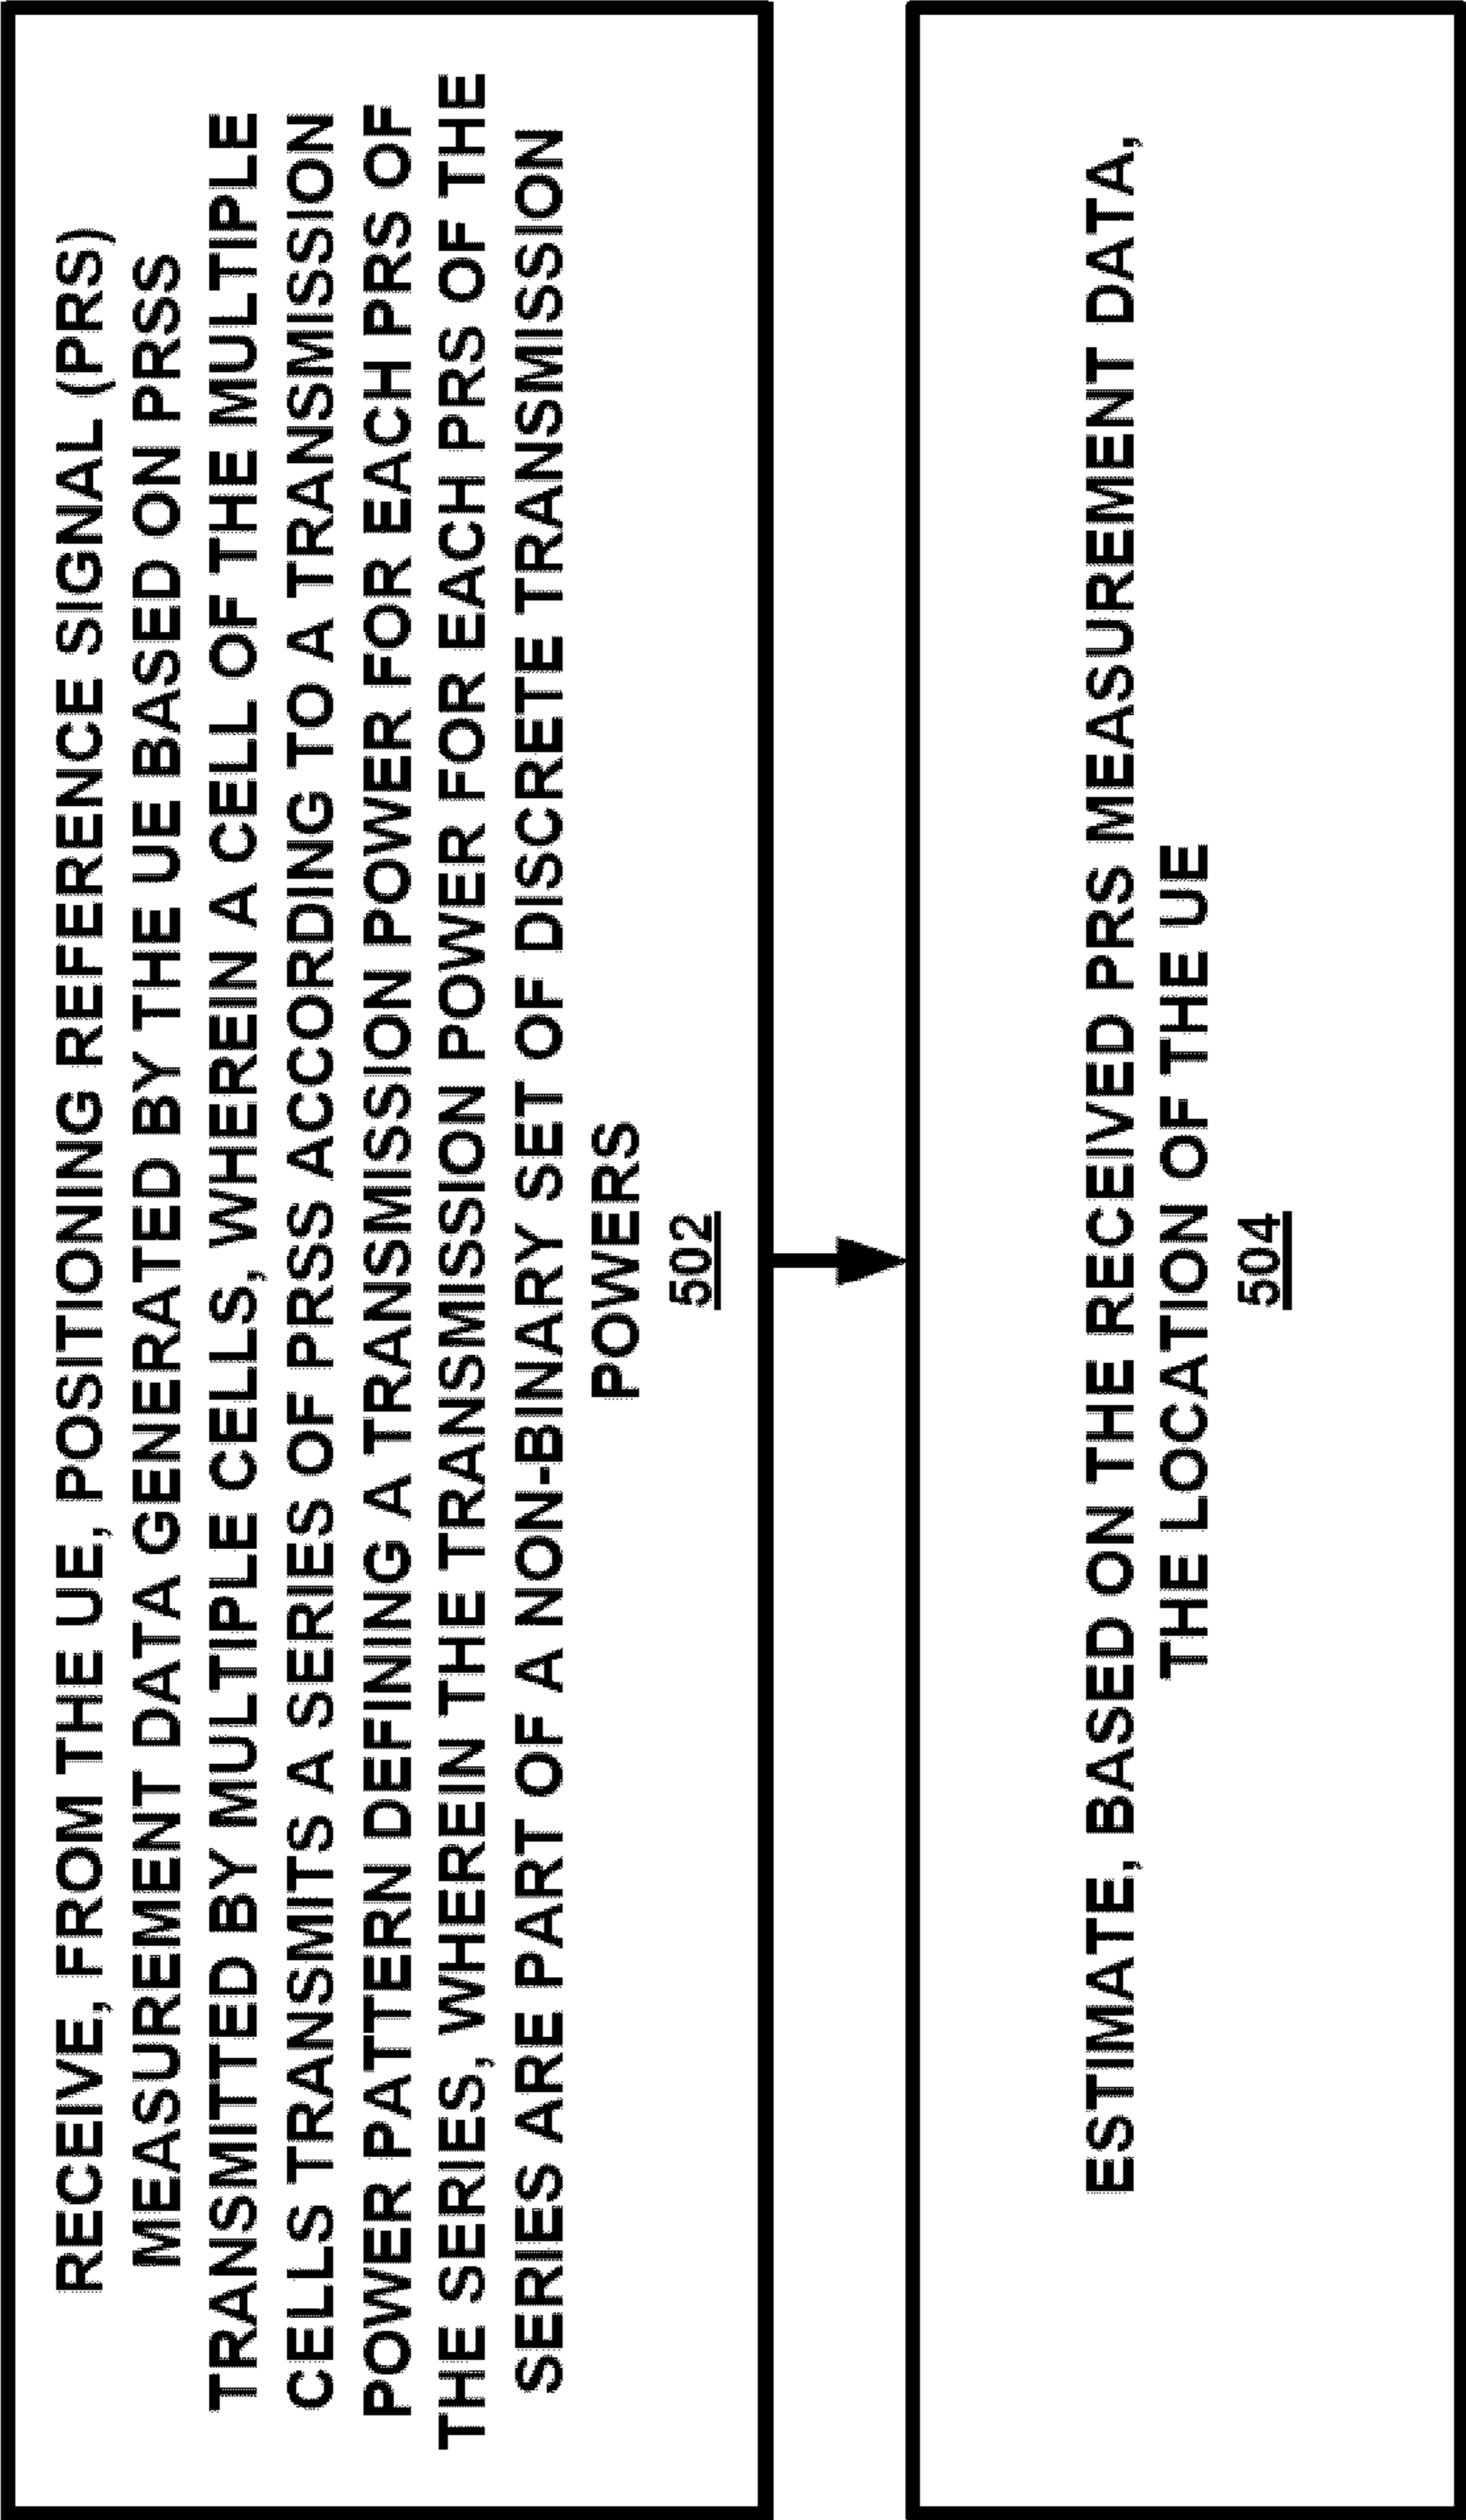 RECEIVE, FROM THE UE, POSITIONING REFERENCE SIGNAL (PRS)
MEASUREMENT DATA GENERATED BY THE UE BASED ON PRSS
TRANSMITTED BY MULTIPLE CELLS, WHEREIN A CELL OF THE MULTIPLE
CELLS TRANSMITS A SERIES OF PRSS ACCORDING TO A TRANSMISSION
POWER PATTERN DEFINING A TRANSMISSION POWER FOR EACH PRS OF
THE SERIES, WHEREIN THE TRANSMISSION POWER FOR EACH PRS OF THE
SERIES ARE PART OF A NON-BINARY SET OF DISCRETE TRANSMISSION
POWERS
502
ESTIMATE, BASED ON THE RECEIVED PRS MEASUREMENT DATA,
THE LOCATION OF THE UE
504